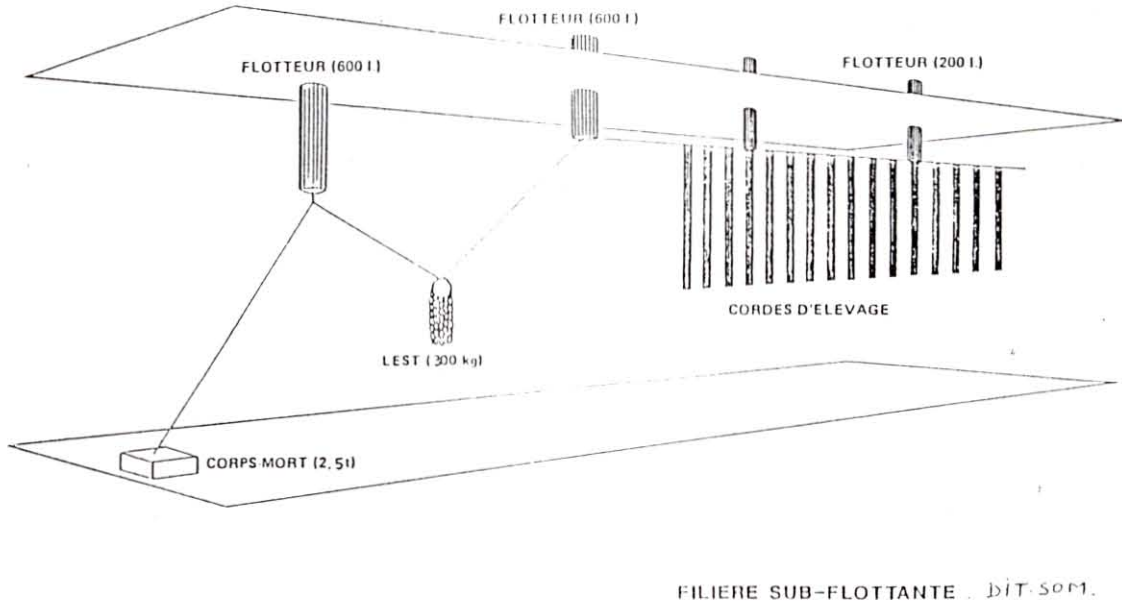 FLOTTEUR (600 l.)
FLOTTEUR (600 l.)
FLOTTEUR (200 l.)
CORDES D'ELEVAGE
LEST (300 kg)
CORPS-MORT (2,5t)
FILIERE SUB-FLOTTANTE . DIT.SOM.